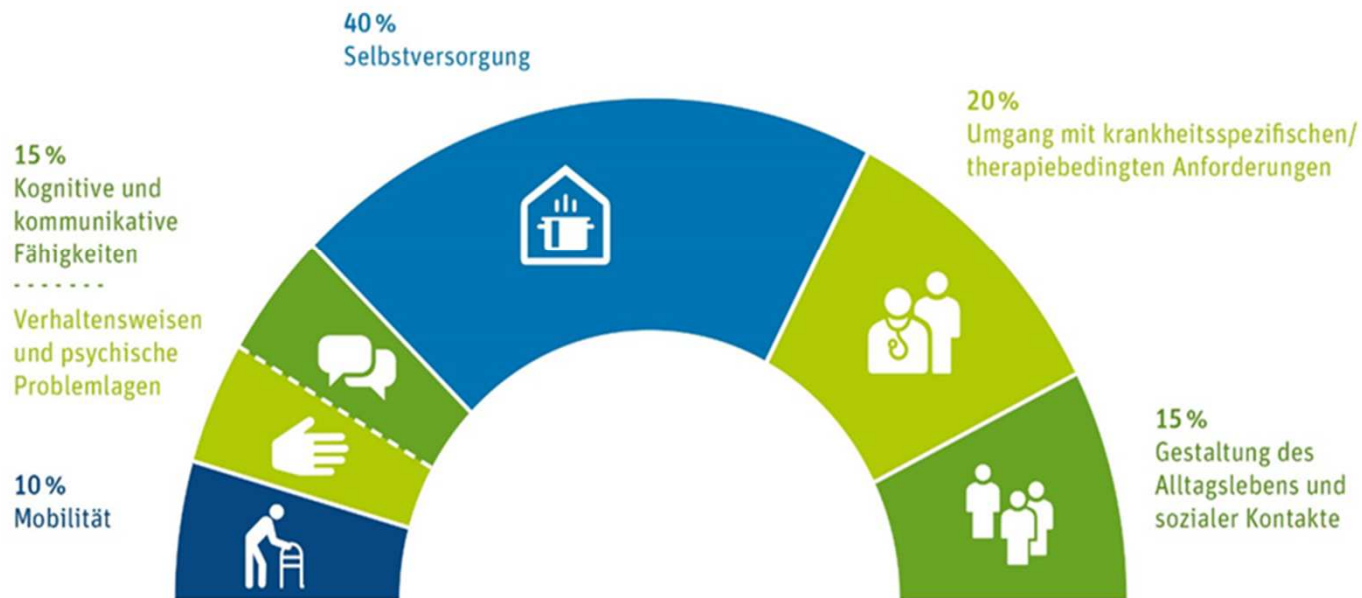 40 %
Selbstversorgung
20 %
Umgang mit krankheitsspezifischen/
therapiebedingten Anforderungen
15 %
Kognitive und
kommunikative
Fähigkeiten
- - - - - - -
Verhaltensweisen
und psychische
Problemlagen
10 %
Mobilität
15 %
Gestaltung des
Alltagslebens und
sozialer Kontakte